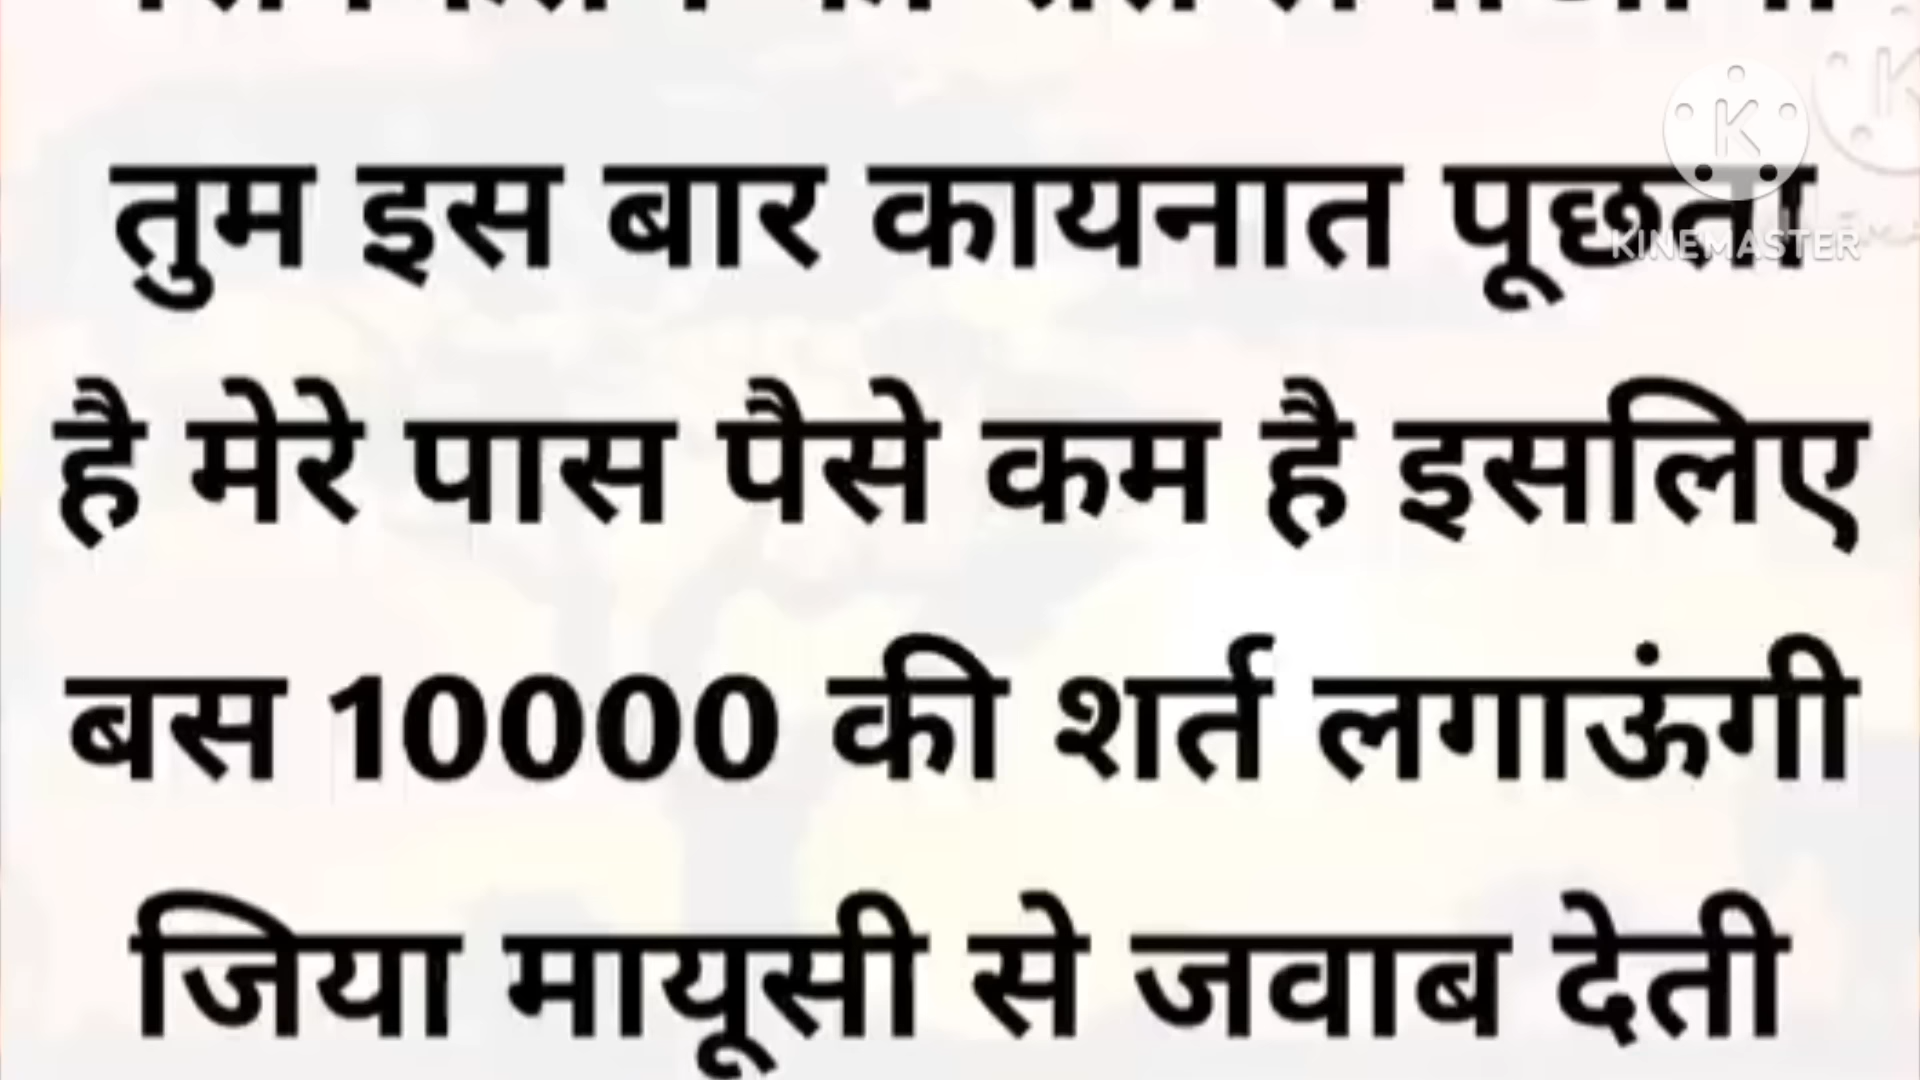 तुम इस बार कायनात पूछता
है मेरे पास पैसे कम है इसलिए
बस 10000 की शर्त लगाऊंगी
जिया मायूसी से जवाब देती
K
KINEMASTER